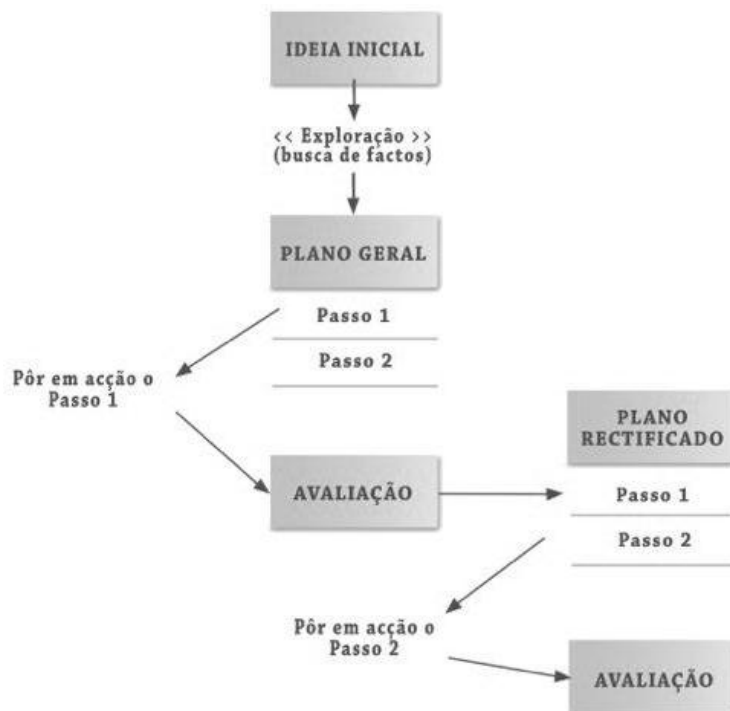 IDEIA INICIAL
<< Exploração >>
(busca de factos)
PLANO GERAL
Passo 1
Passo 2
Pôr em acção o
Passo 1
AVALIAÇÃO
PLANO
RECTIFICADO
Passo 1
Passo 2
Pôr em acção o
Passo 2
AVALIAÇÃO